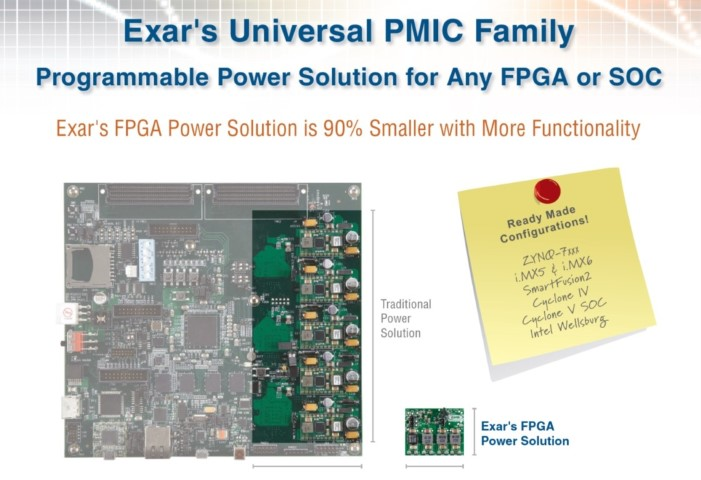 Exar's Universal PMIC Family
Programmable Power Solution for Any FPGA or SOC
Exar's FPGA Power Solution is 90% Smaller with More Functionality
Ready Made
Configurations!
ZYNQ-7xxx
i.MX5 & i.MX6
SmartFusion2
Cyclone IV
Cyclone V SOC
Intel Wellsburg
Traditional
Power
Solution
Exar's FPGA
Power Solution